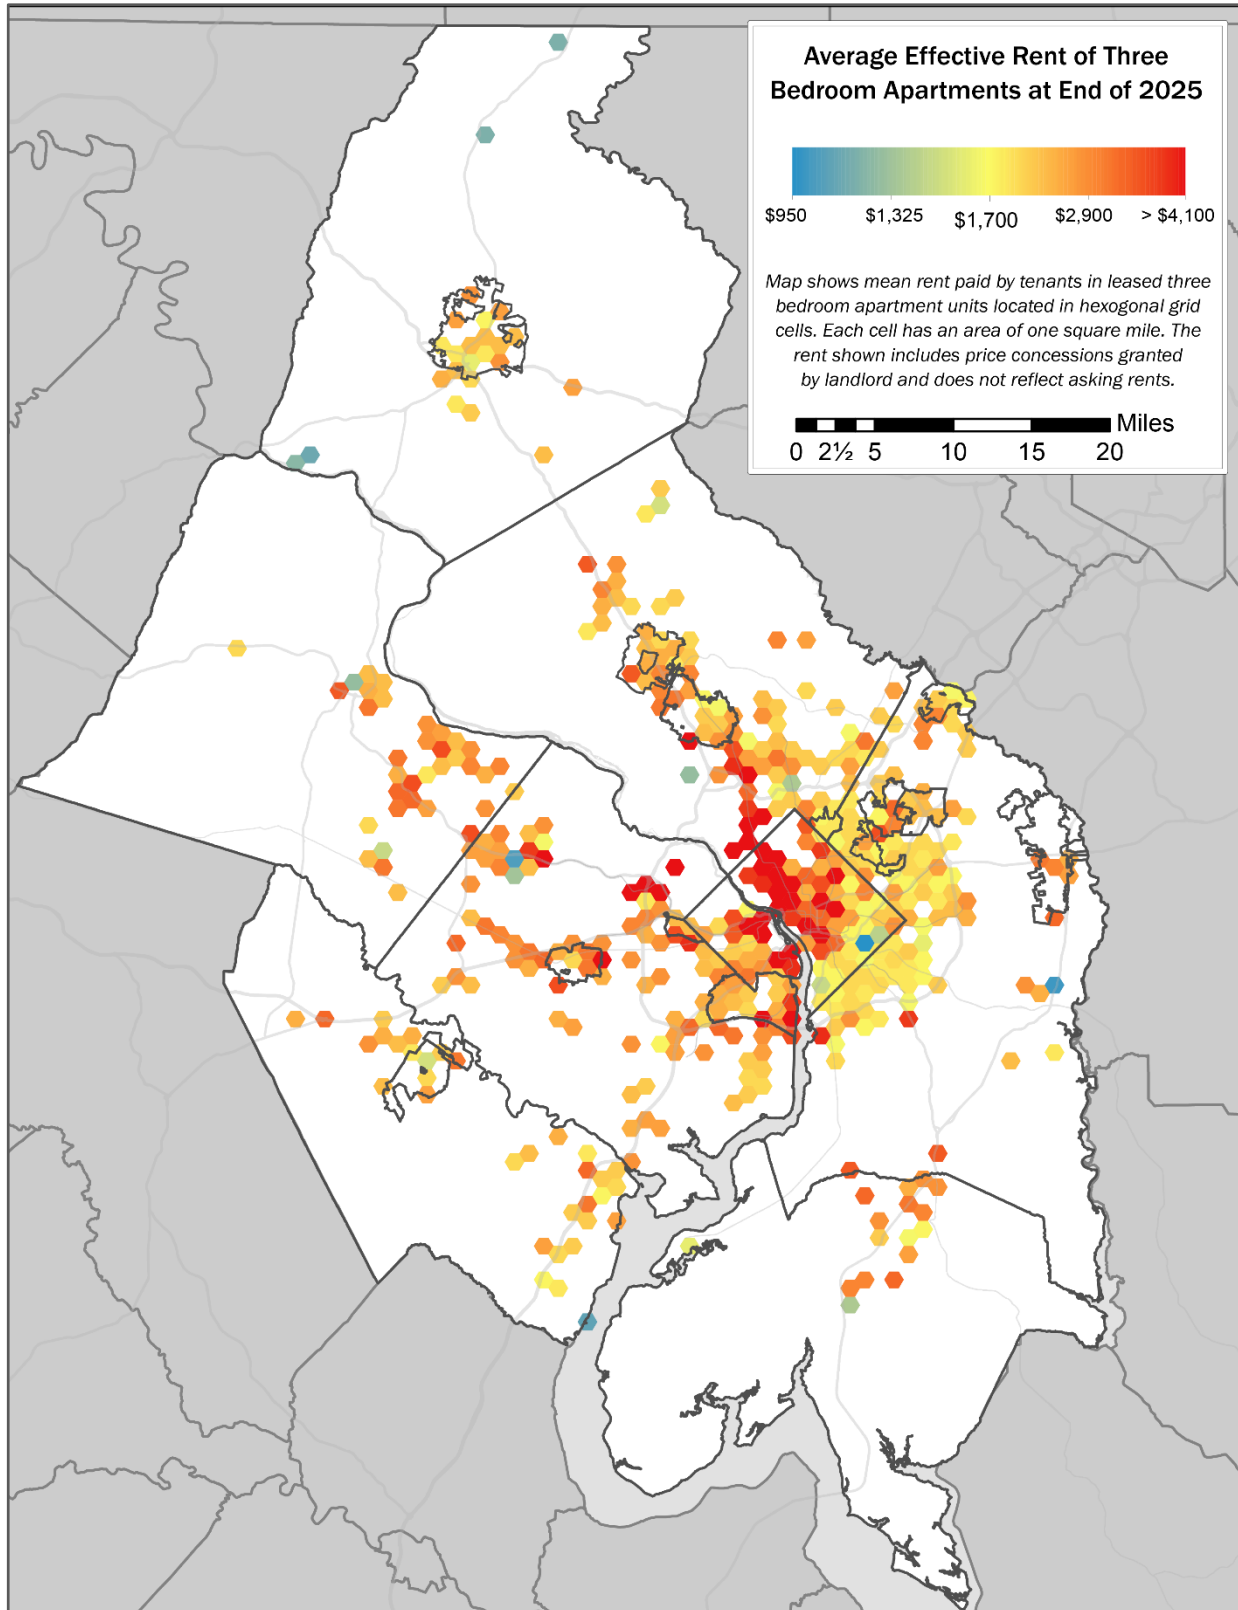 Average Effective Rent of Three
Bedroom Apartments at End of 2025
$950 $1,325 $1,700 $2,900 > $4,100
Map shows mean rent paid by tenants in leased three
bedroom apartment units located in hexogonal grid
cells. Each cell has an area of one square mile. The
rent shown includes price concessions granted
by landlord and does not reflect asking rents.
Miles
0 2½ 5 10 15 20